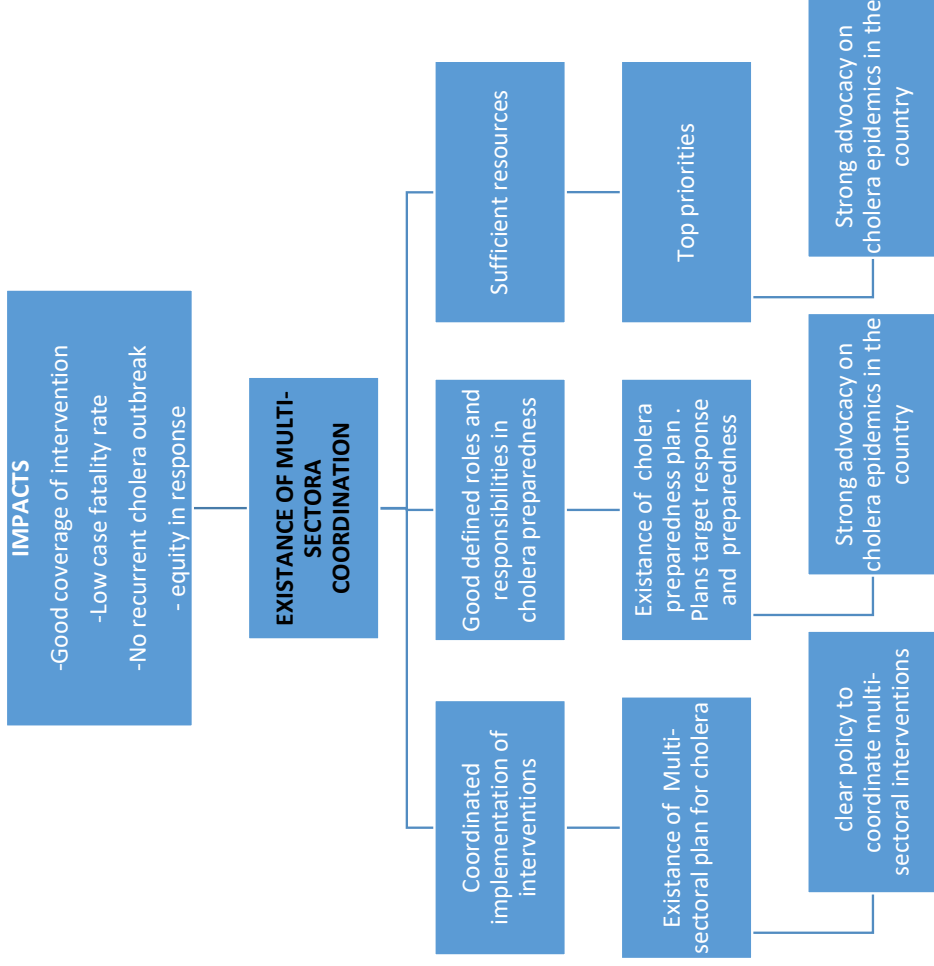 IMPACTS
-Good coverage of intervention
-Low case fatality rate
-No recurrent cholera outbreak
- equity in response
EXISTANCE OF MULTI-
SECTORA
COORDINATION
Coordinated
implementation of
interventions
Good defined roles and
responsibilities in
cholera preparedness
Sufficient resources
Existance of Multi-
sectoral plan for cholera
Existance of cholera
preparedness plan .
Plans target response
and preparedness
Top priorities
clear policy to
coordinate multi-
sectoral interventions
Strong advocacy on
cholera epidemics in the
country
Strong advocacy on
cholera epidemics in the
country